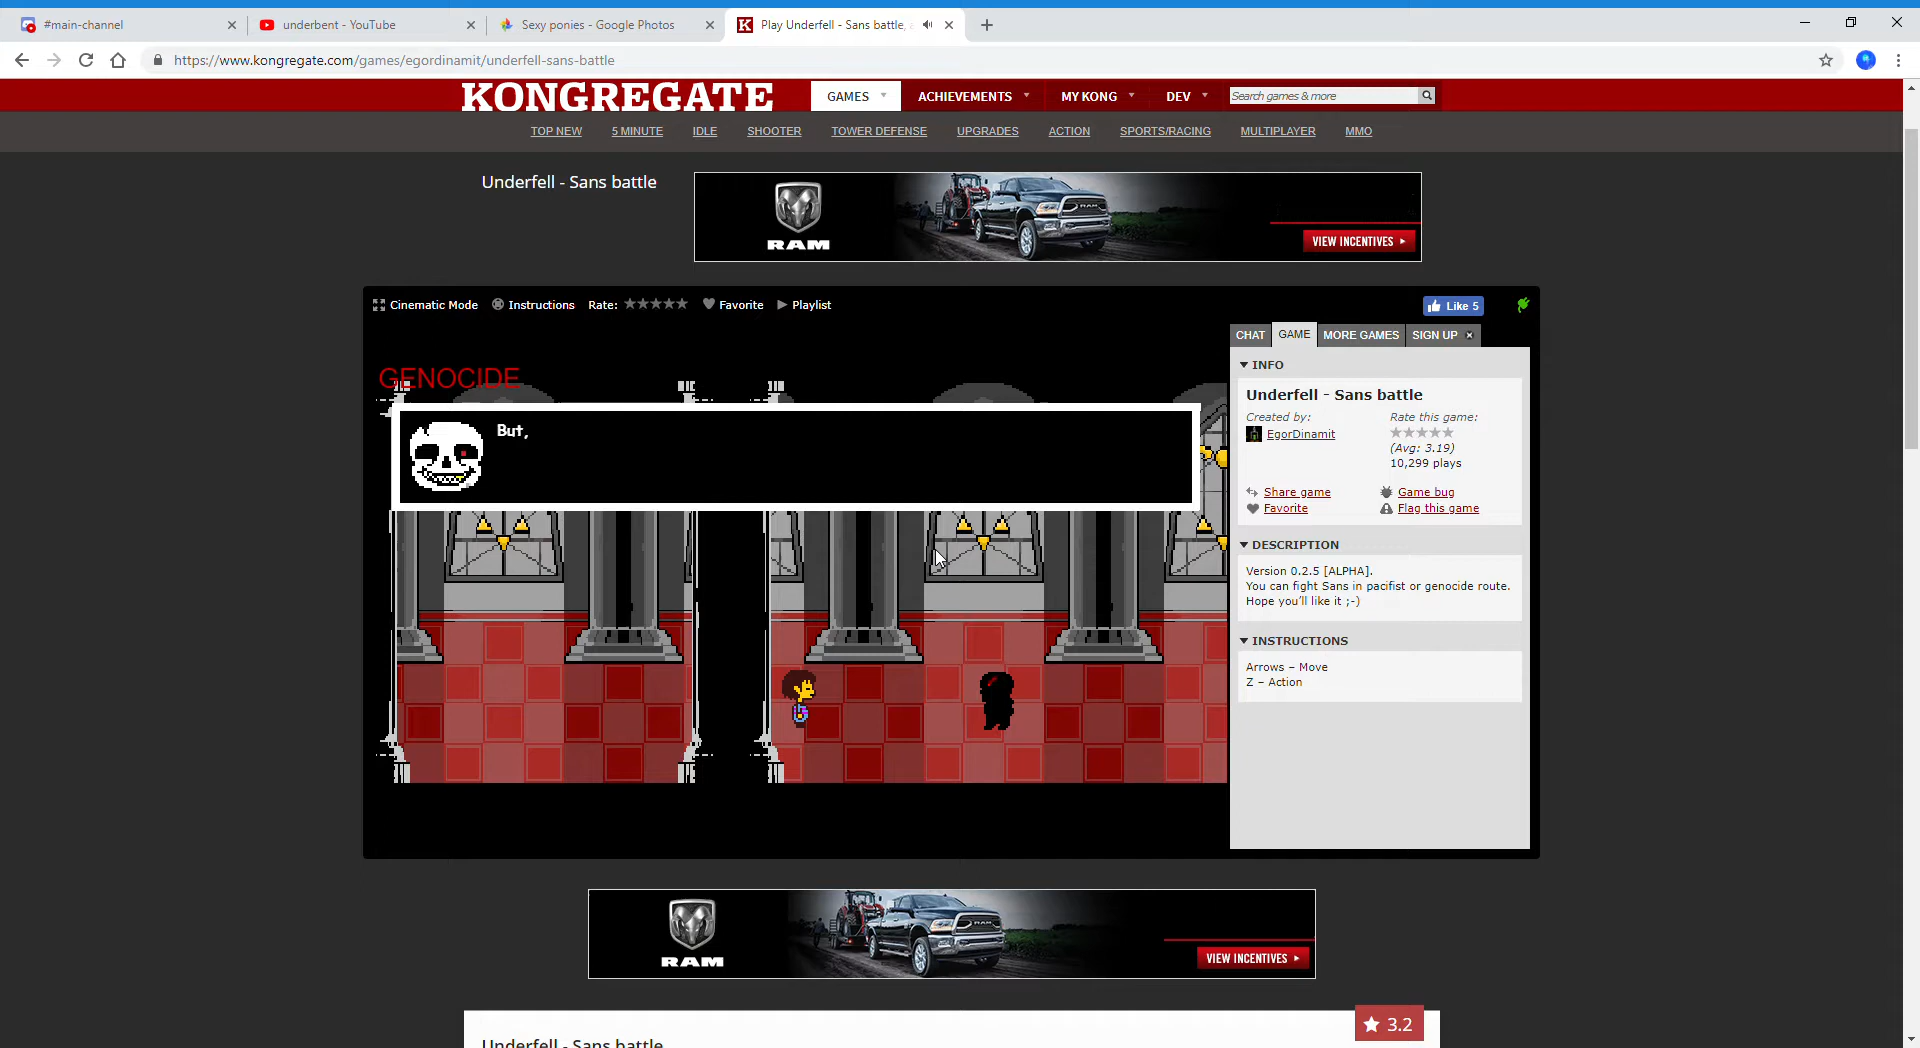 #main-channel
underbent - YouTube
Sexy ponies - Google Photos
Play Underfell - Sans battle, a
https://www.kongregate.com/games/egordinamit/underfell-sans-battle
KONGREGATE
GAMES
ACHIEVEMENTS
MY KONG
DEV
Search games & more
TOP NEW
5 MINUTE
IDLE
SHOOTER
TOWER DEFENSE
UPGRADES
ACTION
SPORTS/RACING
MULTIPLAYER
MMO
Underfell - Sans battle
RAM
VIEW INCENTIVES
Cinematic Mode
Instructions
Rate:
Favorite
Playlist
Like 5
CHAT
GAME
MORE GAMES
SIGN UP
GENOCIDE
But,
INFO
Underfell - Sans battle
Created by:
EgorDinamit
Rate this game:
(Avg: 3.19)
10,299 plays
Share game
Game bug
Favorite
Flag this game
DESCRIPTION
Version 0.2.5 [ALPHA].
You can fight Sans in pacifist or genocide route.
Hope you'll like it ;-)
INSTRUCTIONS
Arrows – Move
Z – Action
RAM
VIEW INCENTIVES
3.2
Underfell - Sans battle